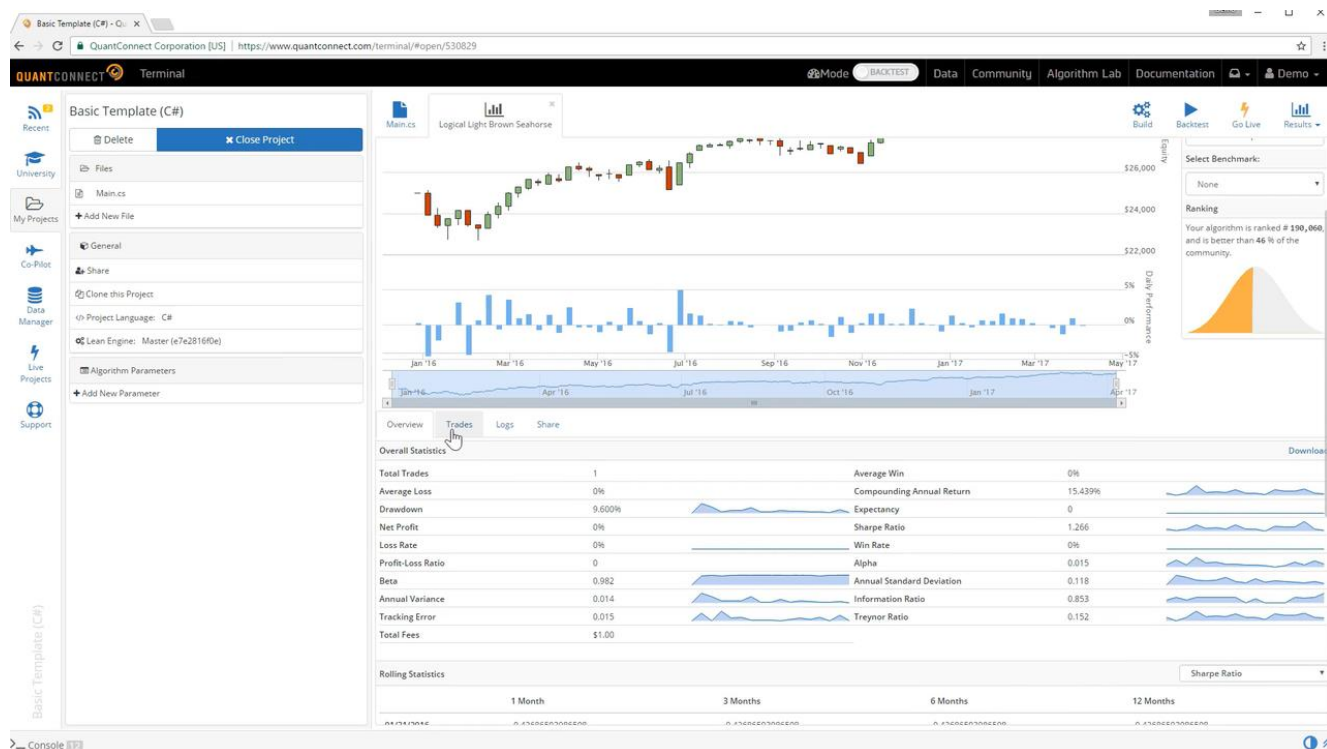 Basic Template (C#) - Qu
QuantConnect Corporation [US] | https://www.quantconnect.com/terminal/#open/530829
QUANTCONNECT Terminal
Mode BACKTEST Data Community Algorithm Lab Documentation Demo
Recent
University
My Projects
Co-Pilot
Data
Manager
Live
Projects
Support
Basic Template (C#)
Basic Template (C#)
Delete Close Project
Files
Main.cs
Add New File
General
Share
Clone this Project
Project Language: C#
Lean Engine: Master (e7e2816f0e)
Algorithm Parameters
Add New Parameter
Main.cs Logical Light Brown Seahorse
Build Backtest Go Live Results
Equity
$26,000
$24,000
$22,000
Daily Performance
5%
0%
-5%
Jan '16 Mar '16 May '16 Jul '16 Sep '16 Nov '16 Jan '17 Mar '17 May '17
Jan '16 Apr '16 Jul '16 Oct '16 Jan '17 Apr '17
Select Benchmark:
None
Ranking
Your algorithm is ranked # 190,060,
and is better than 46 % of the
community.
Overview Trades Logs Share
Overall Statistics Download
Total Trades 1 Average Win 0%
Average Loss 0% Compounding Annual Return 15.439%
Drawdown 9.600% Expectancy 0
Net Profit 0% Sharpe Ratio 1.266
Loss Rate 0% Win Rate 0%
Profit-Loss Ratio 0 Alpha 0.015
Beta 0.982 Annual Standard Deviation 0.118
Annual Variance 0.014 Information Ratio 0.853
Tracking Error 0.015 Treynor Ratio 0.152
Total Fees $1.00
Rolling Statistics Sharpe Ratio
1 Month 3 Months 6 Months 12 Months
Console 12